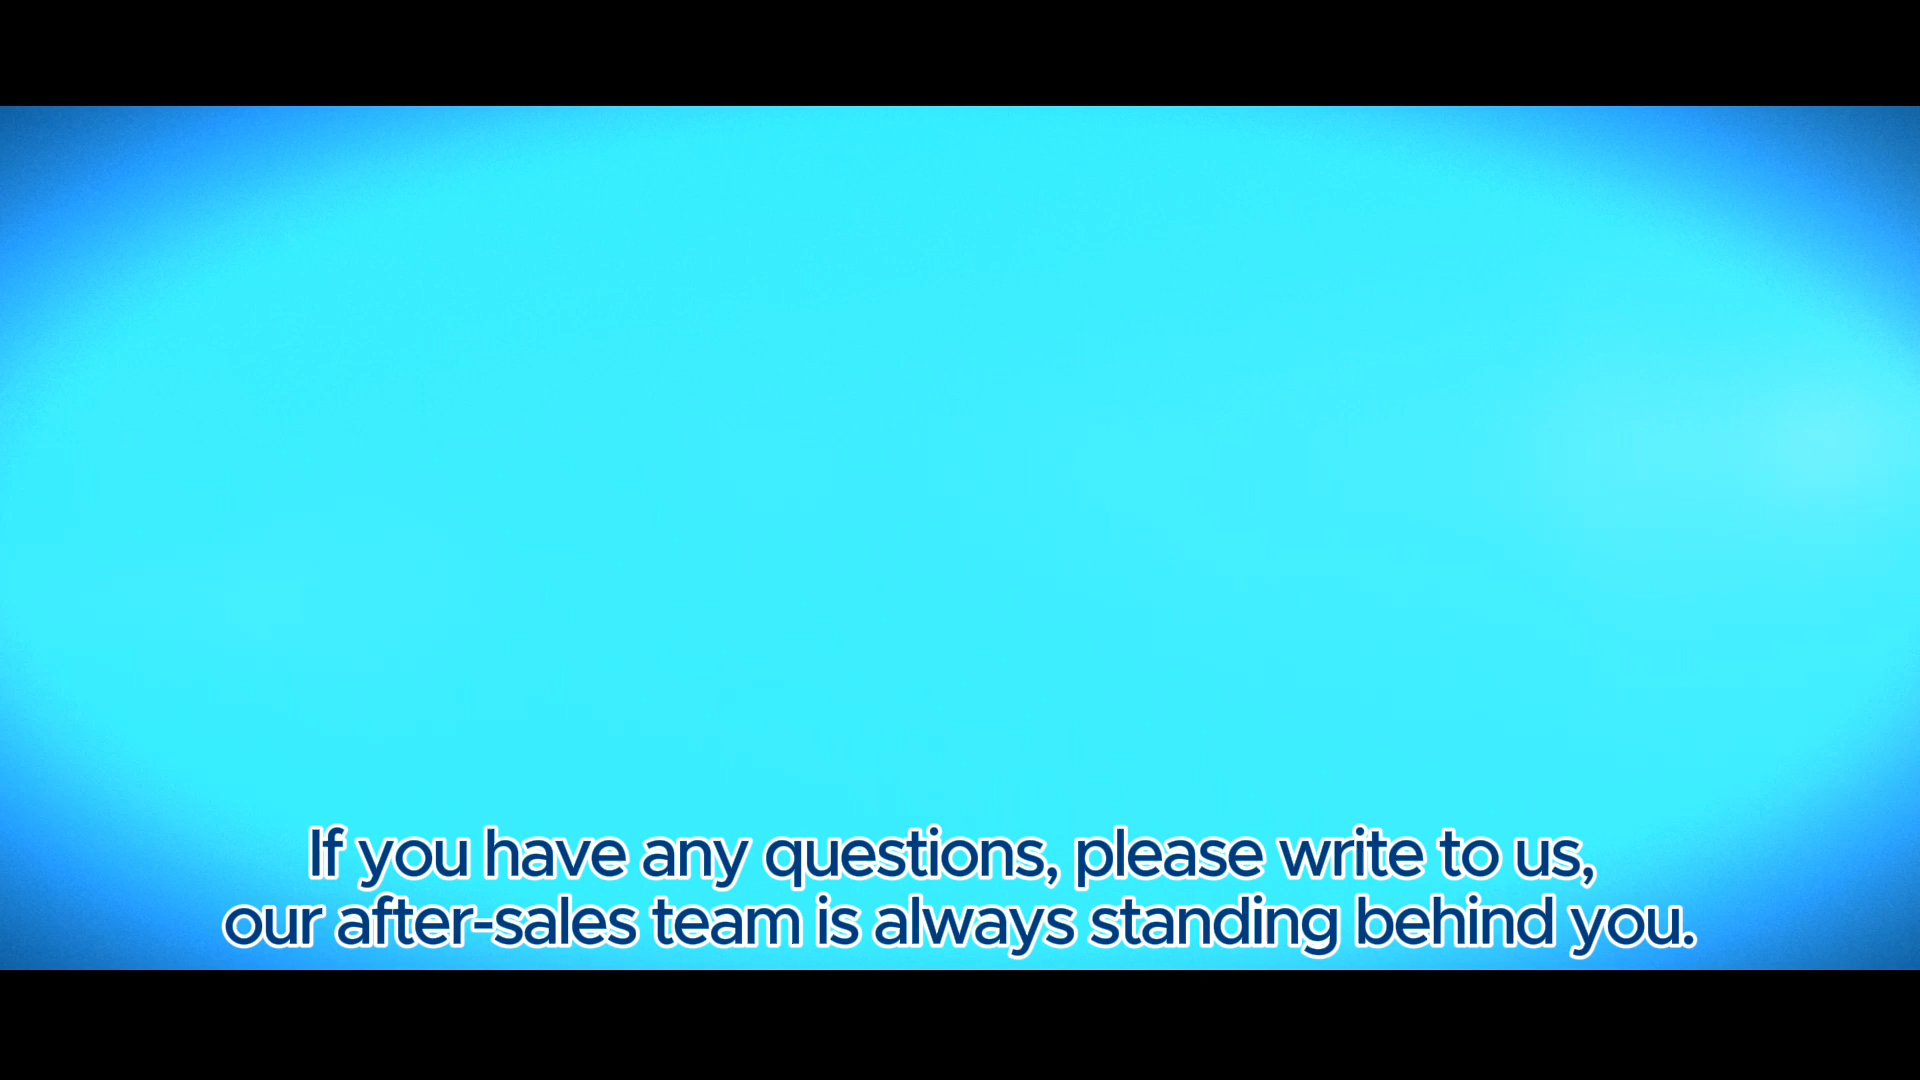 If you have any questions, please write to us,
our after-sales team is always standing behind you.